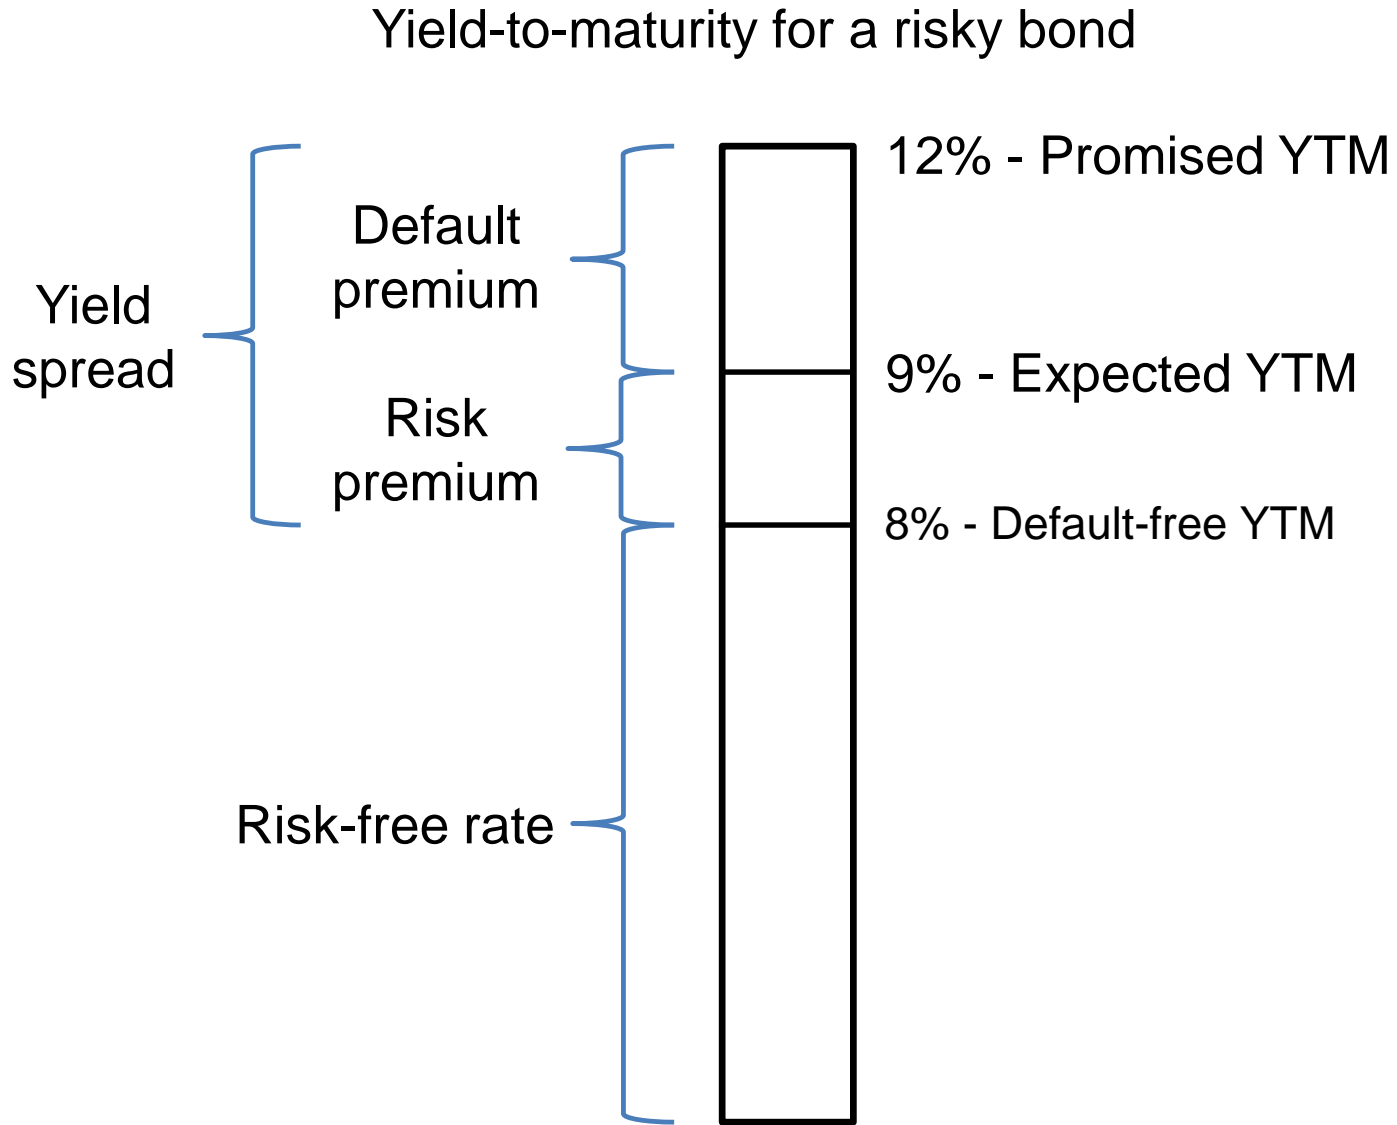 Yield-to-maturity for a risky bond
12% - Promised YTM
Default
premium
Yield
spread
9% - Expected YTM
Risk
premium
8% - Default-free YTM
Risk-free rate